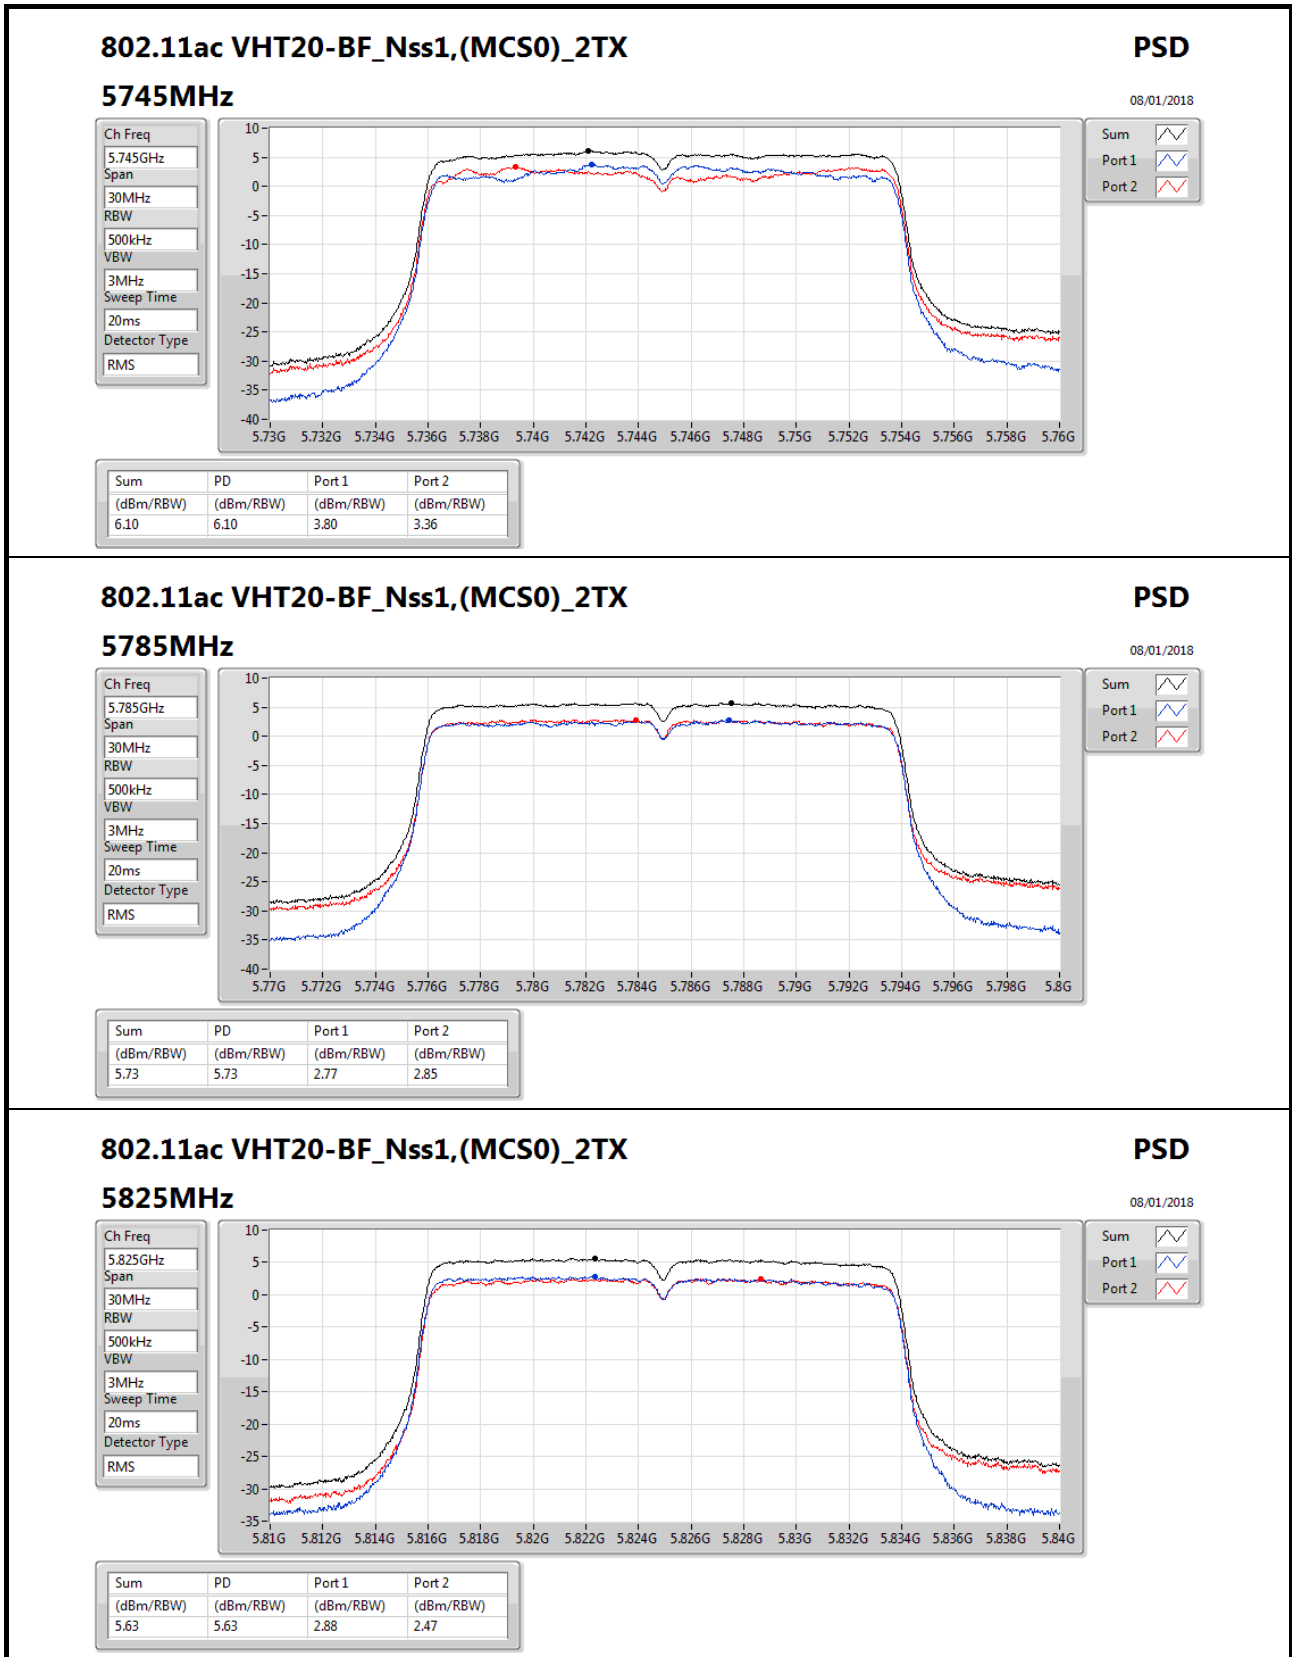 802.11ac VHT20-BF_Nss1,(MCS0)_2TX PSD
5745MHz
08/01/2018
Ch Freq
5.745GHz
Span
30MHz
RBW
500kHz
VBW
3MHz
Sweep Time
20ms
Detector Type
RMS
10
5
0
-5
-10
-15
-20
-25
-30
-35
-40
5.73G 5.732G 5.734G 5.736G 5.738G 5.74G 5.742G 5.744G 5.746G 5.748G 5.75G 5.752G 5.754G 5.756G 5.758G 5.76G
Sum
Port 1
Port 2
Sum PD Port 1 Port 2
(dBm/RBW) (dBm/RBW) (dBm/RBW) (dBm/RBW)
6.10 6.10 3.80 3.36
802.11ac VHT20-BF_Nss1,(MCS0)_2TX PSD
5785MHz
08/01/2018
Ch Freq
5.785GHz
Span
30MHz
RBW
500kHz
VBW
3MHz
Sweep Time
20ms
Detector Type
RMS
10
5
0
-5
-10
-15
-20
-25
-30
-35
-40
5.77G 5.772G 5.774G 5.776G 5.778G 5.78G 5.782G 5.784G 5.786G 5.788G 5.79G 5.792G 5.794G 5.796G 5.798G 5.8G
Sum
Port 1
Port 2
Sum PD Port 1 Port 2
(dBm/RBW) (dBm/RBW) (dBm/RBW) (dBm/RBW)
5.73 5.73 2.77 2.85
802.11ac VHT20-BF_Nss1,(MCS0)_2TX PSD
5825MHz
08/01/2018
Ch Freq
5.825GHz
Span
30MHz
RBW
500kHz
VBW
3MHz
Sweep Time
20ms
Detector Type
RMS
10
5
0
-5
-10
-15
-20
-25
-30
-35
5.81G 5.812G 5.814G 5.816G 5.818G 5.82G 5.822G 5.824G 5.826G 5.828G 5.83G 5.832G 5.834G 5.836G 5.838G 5.84G
Sum
Port 1
Port 2
Sum PD Port 1 Port 2
(dBm/RBW) (dBm/RBW) (dBm/RBW) (dBm/RBW)
5.63 5.63 2.88 2.47